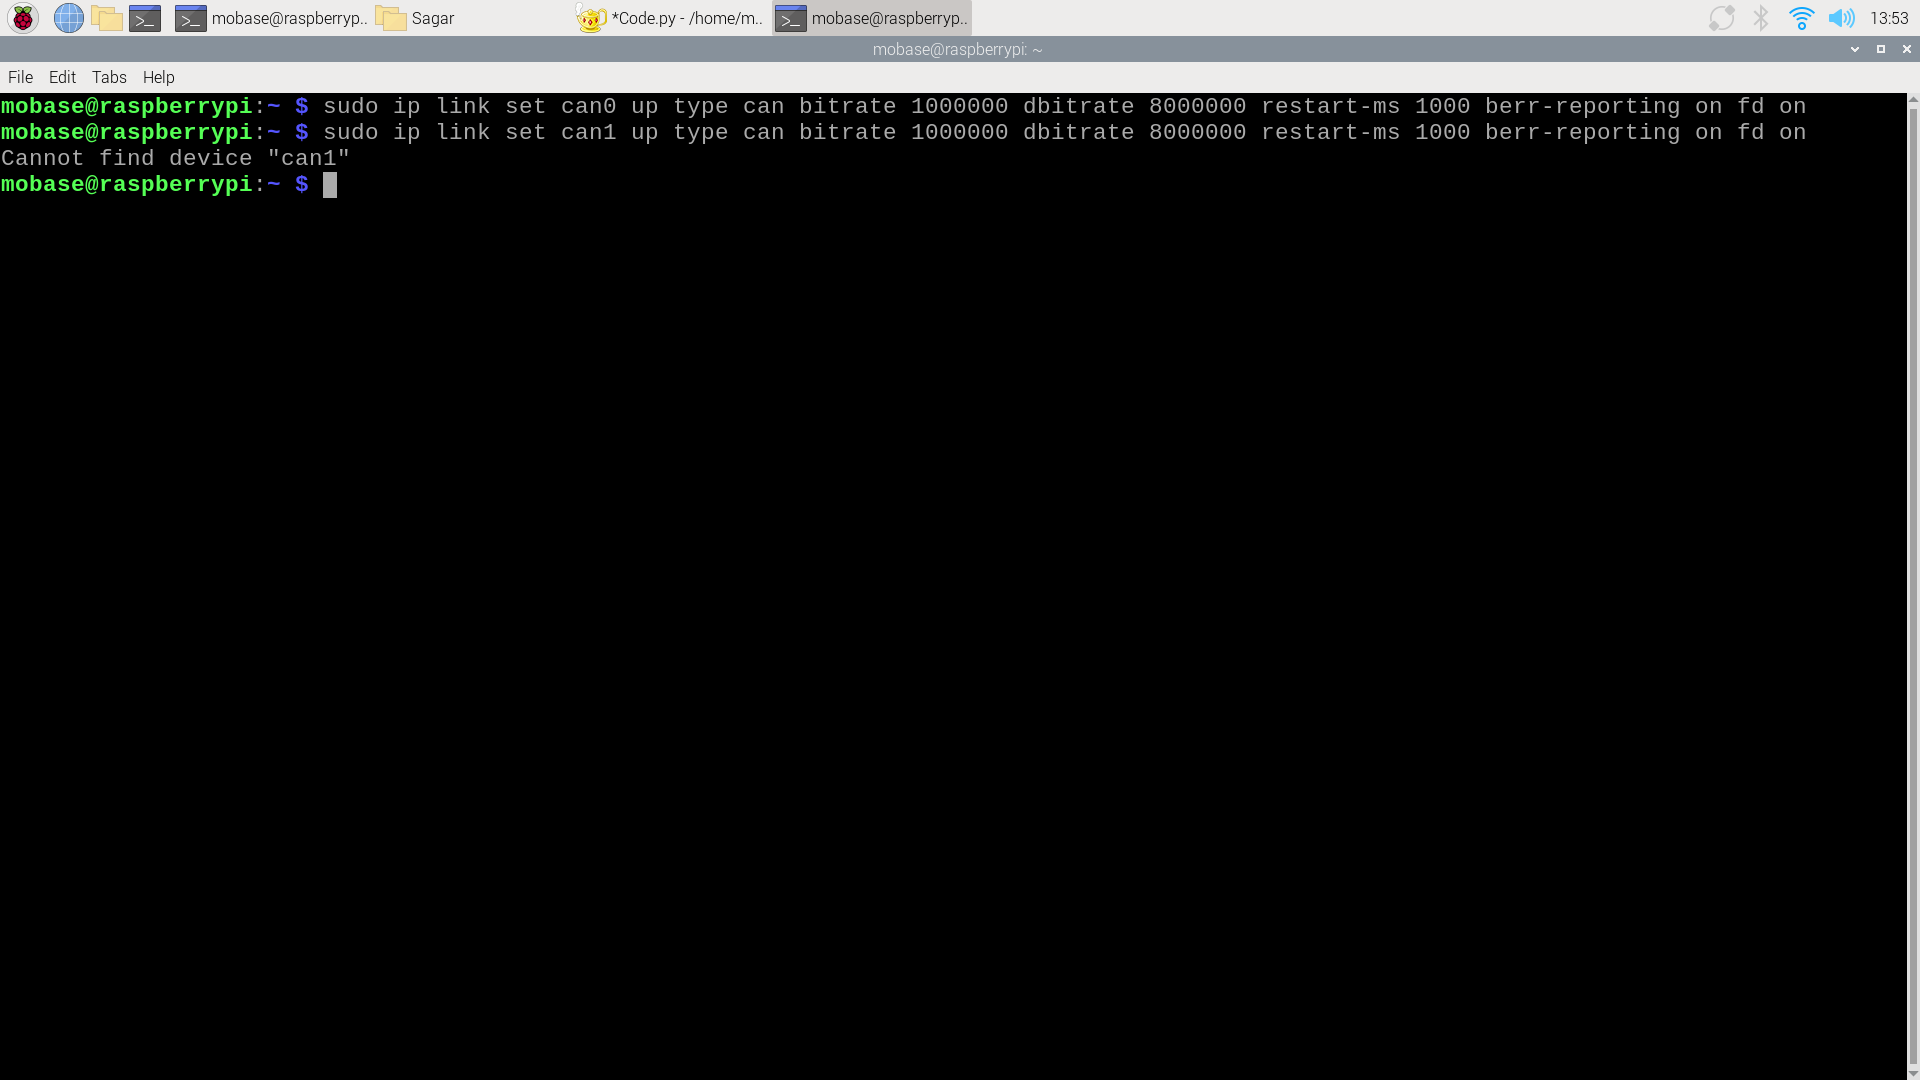 mobase@raspberryp.. Sagar *Code.py - /home/m.. mobase@raspberryp.. 13:53
mobase@raspberrypi: ~
File Edit Tabs Help
mobase@raspberrypi:~ $ sudo ip link set can0 up type can bitrate 1000000 dbitrate 8000000 restart-ms 1000 berr-reporting on fd on
mobase@raspberrypi:~ $ sudo ip link set can1 up type can bitrate 1000000 dbitrate 8000000 restart-ms 1000 berr-reporting on fd on
Cannot find device "can1"
mobase@raspberrypi:~ $